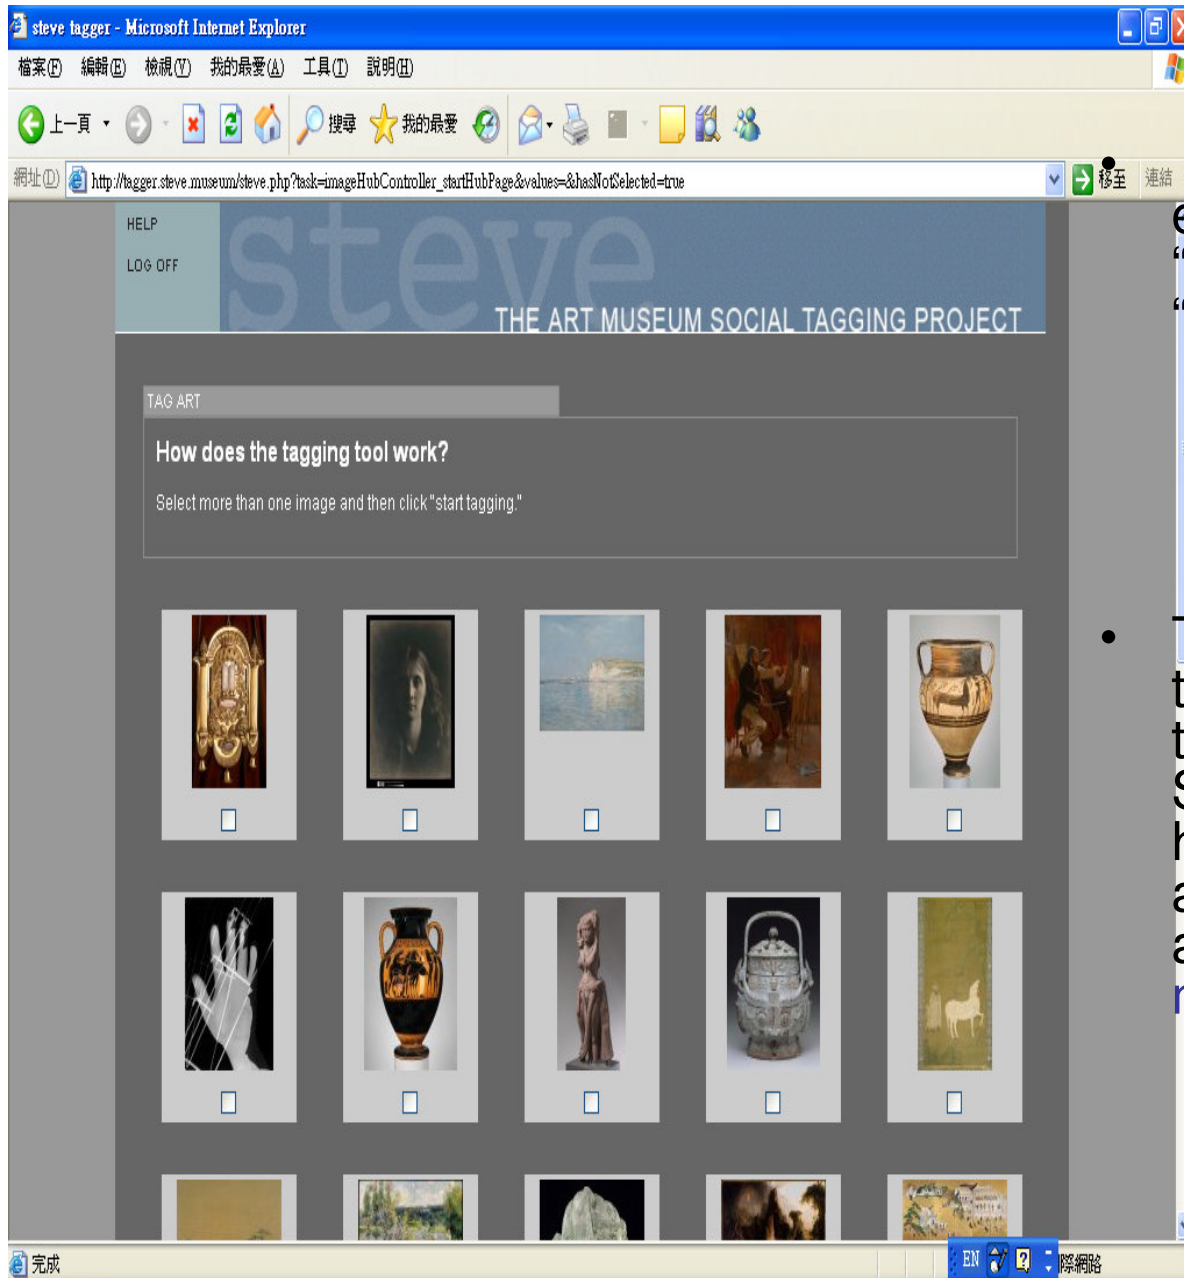 steve tagger - Microsoft Internet Explorer
檔案(F) 編輯(E) 檢視(V) 我的最愛(A) 工具(T) 說明(H)
上一頁 搜尋 我的最愛
網址(D) http://tagger.steve.museum/steve.php?task=imageHubController_startHubPage&values=&hasNotSelected=true 移至 連結
HELP
LOG OFF
steve
THE ART MUSEUM SOCIAL TAGGING PROJECT
TAG ART
How does the tagging tool work?
Select more than one image and then click "start tagging."
完成 EN 際網路